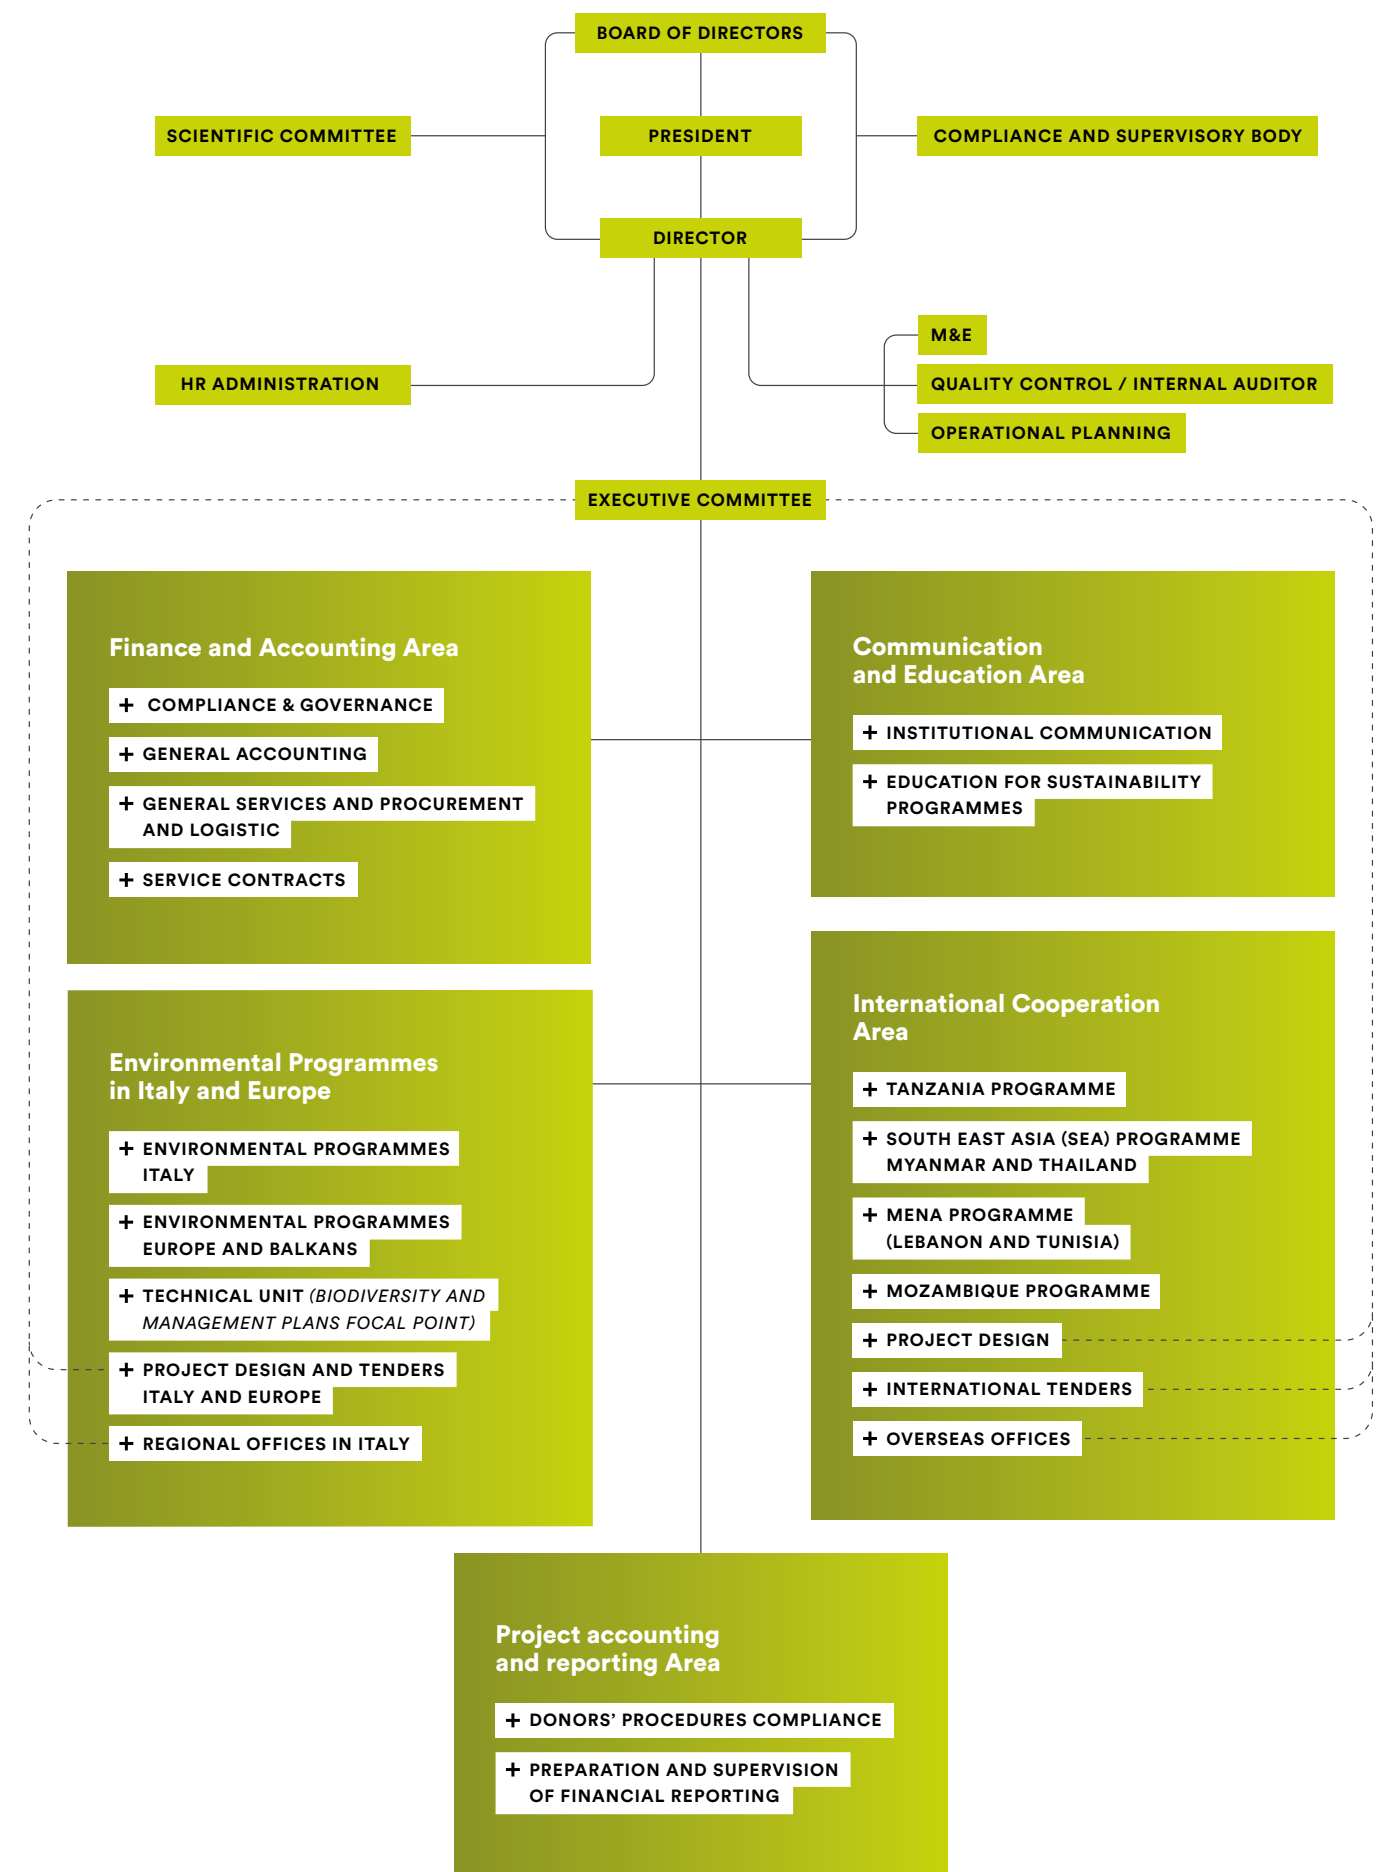 BOARD OF DIRECTORS
SCIENTIFIC COMMITTEE
PRESIDENT
COMPLIANCE AND SUPERVISORY BODY
DIRECTOR
HR ADMINISTRATION
M&E
QUALITY CONTROL / INTERNAL AUDITOR
OPERATIONAL PLANNING
EXECUTIVE COMMITTEE
Finance and Accounting Area
+ COMPLIANCE & GOVERNANCE
+ GENERAL ACCOUNTING
+ GENERAL SERVICES AND PROCUREMENT
AND LOGISTIC
+ SERVICE CONTRACTS
Communication
and Education Area
+ INSTITUTIONAL COMMUNICATION
+ EDUCATION FOR SUSTAINABILITY
PROGRAMMES
Environmental Programmes
in Italy and Europe
+ ENVIRONMENTAL PROGRAMMES
ITALY
+ ENVIRONMENTAL PROGRAMMES
EUROPE AND BALKANS
+ TECHNICAL UNIT (BIODIVERSITY AND
MANAGEMENT PLANS FOCAL POINT)
+ PROJECT DESIGN AND TENDERS
ITALY AND EUROPE
+ REGIONAL OFFICES IN ITALY
International Cooperation
Area
+ TANZANIA PROGRAMME
+ SOUTH EAST ASIA (SEA) PROGRAMME
MYANMAR AND THAILAND
+ MENA PROGRAMME
(LEBANON AND TUNISIA)
+ MOZAMBIQUE PROGRAMME
+ PROJECT DESIGN
+ INTERNATIONAL TENDERS
+ OVERSEAS OFFICES
Project accounting
and reporting Area
+ DONORS’ PROCEDURES COMPLIANCE
+ PREPARATION AND SUPERVISION
OF FINANCIAL REPORTING